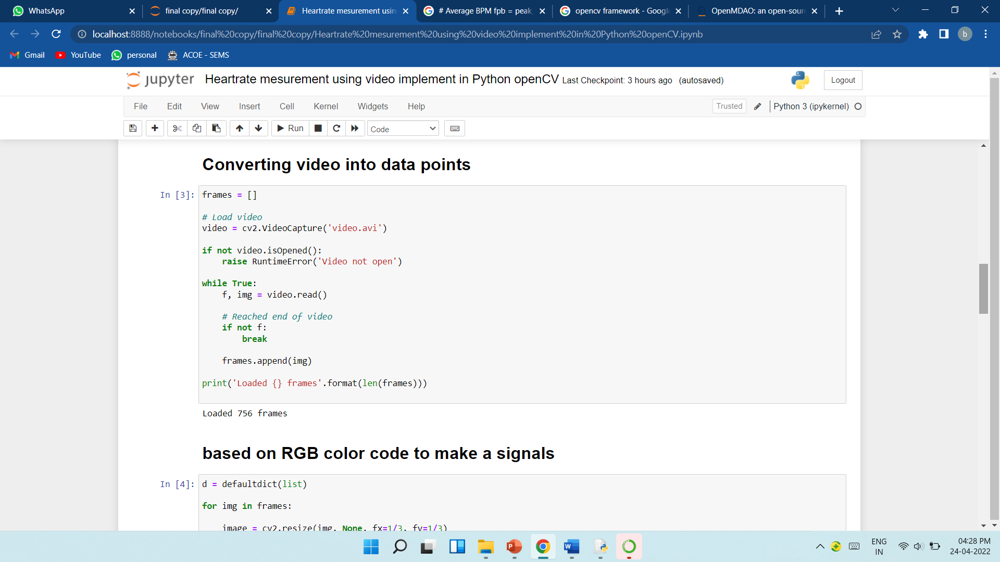 WhatsApp
final copy/final copy/
Heartrate mesurement usin
# Average BPM fpb = peak_
opencv framework - Google
OpenMDAO: an open-sour
localhost:8888/notebooks/final%20copy/final%20copy/Heartrate%20mesurement%20using%20video%20implement%20in%20Python%20openCV.ipynb
b
Gmail YouTube personal ACOE - SEMS
jupyter Heartrate mesurement using video implement in Python openCV Last Checkpoint: 3 hours ago (autosaved)
Logout
File Edit View Insert Cell Kernel Widgets Help
Trusted Python 3 (ipykernel)
Run Code
Converting video into data points
In [3]: frames = []
# Load video
video = cv2.VideoCapture('video.avi')
if not video.isOpened():
raise RuntimeError('Video not open')
while True:
f, img = video.read()
# Reached end of video
if not f:
break
frames.append(img)
print('Loaded {} frames'.format(len(frames)))
Loaded 756 frames
based on RGB color code to make a signals
In [4]: d = defaultdict(list)
for img in frames:
image = cv2.resize(img, None, fx=1/3, fy=1/3)
ENG
IN
04:28 PM
24-04-2022